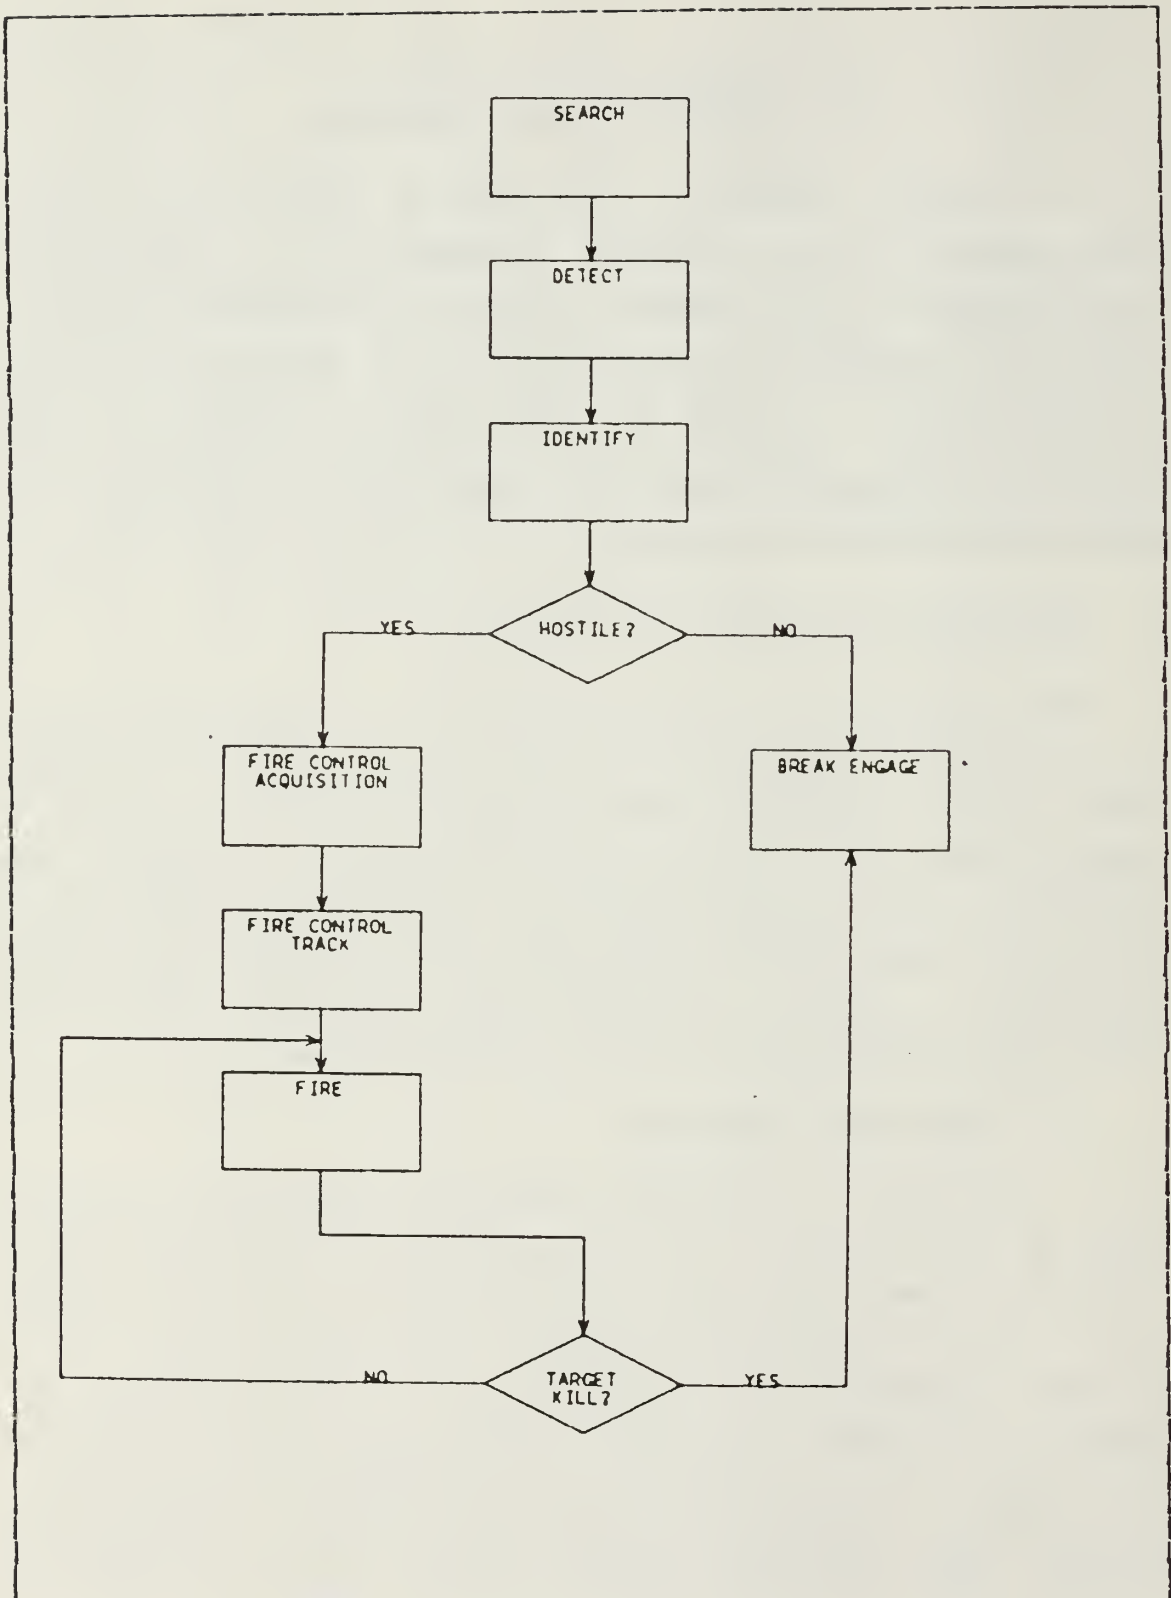 SEARCH
DETECT
IDENTIFY
HOSTILE?
YES
NO
FIRE CONTROL
ACQUISITION
BREAK ENGAGE
FIRE CONTROL
TRACK
FIRE
TARGET
KILL?
NO
YES